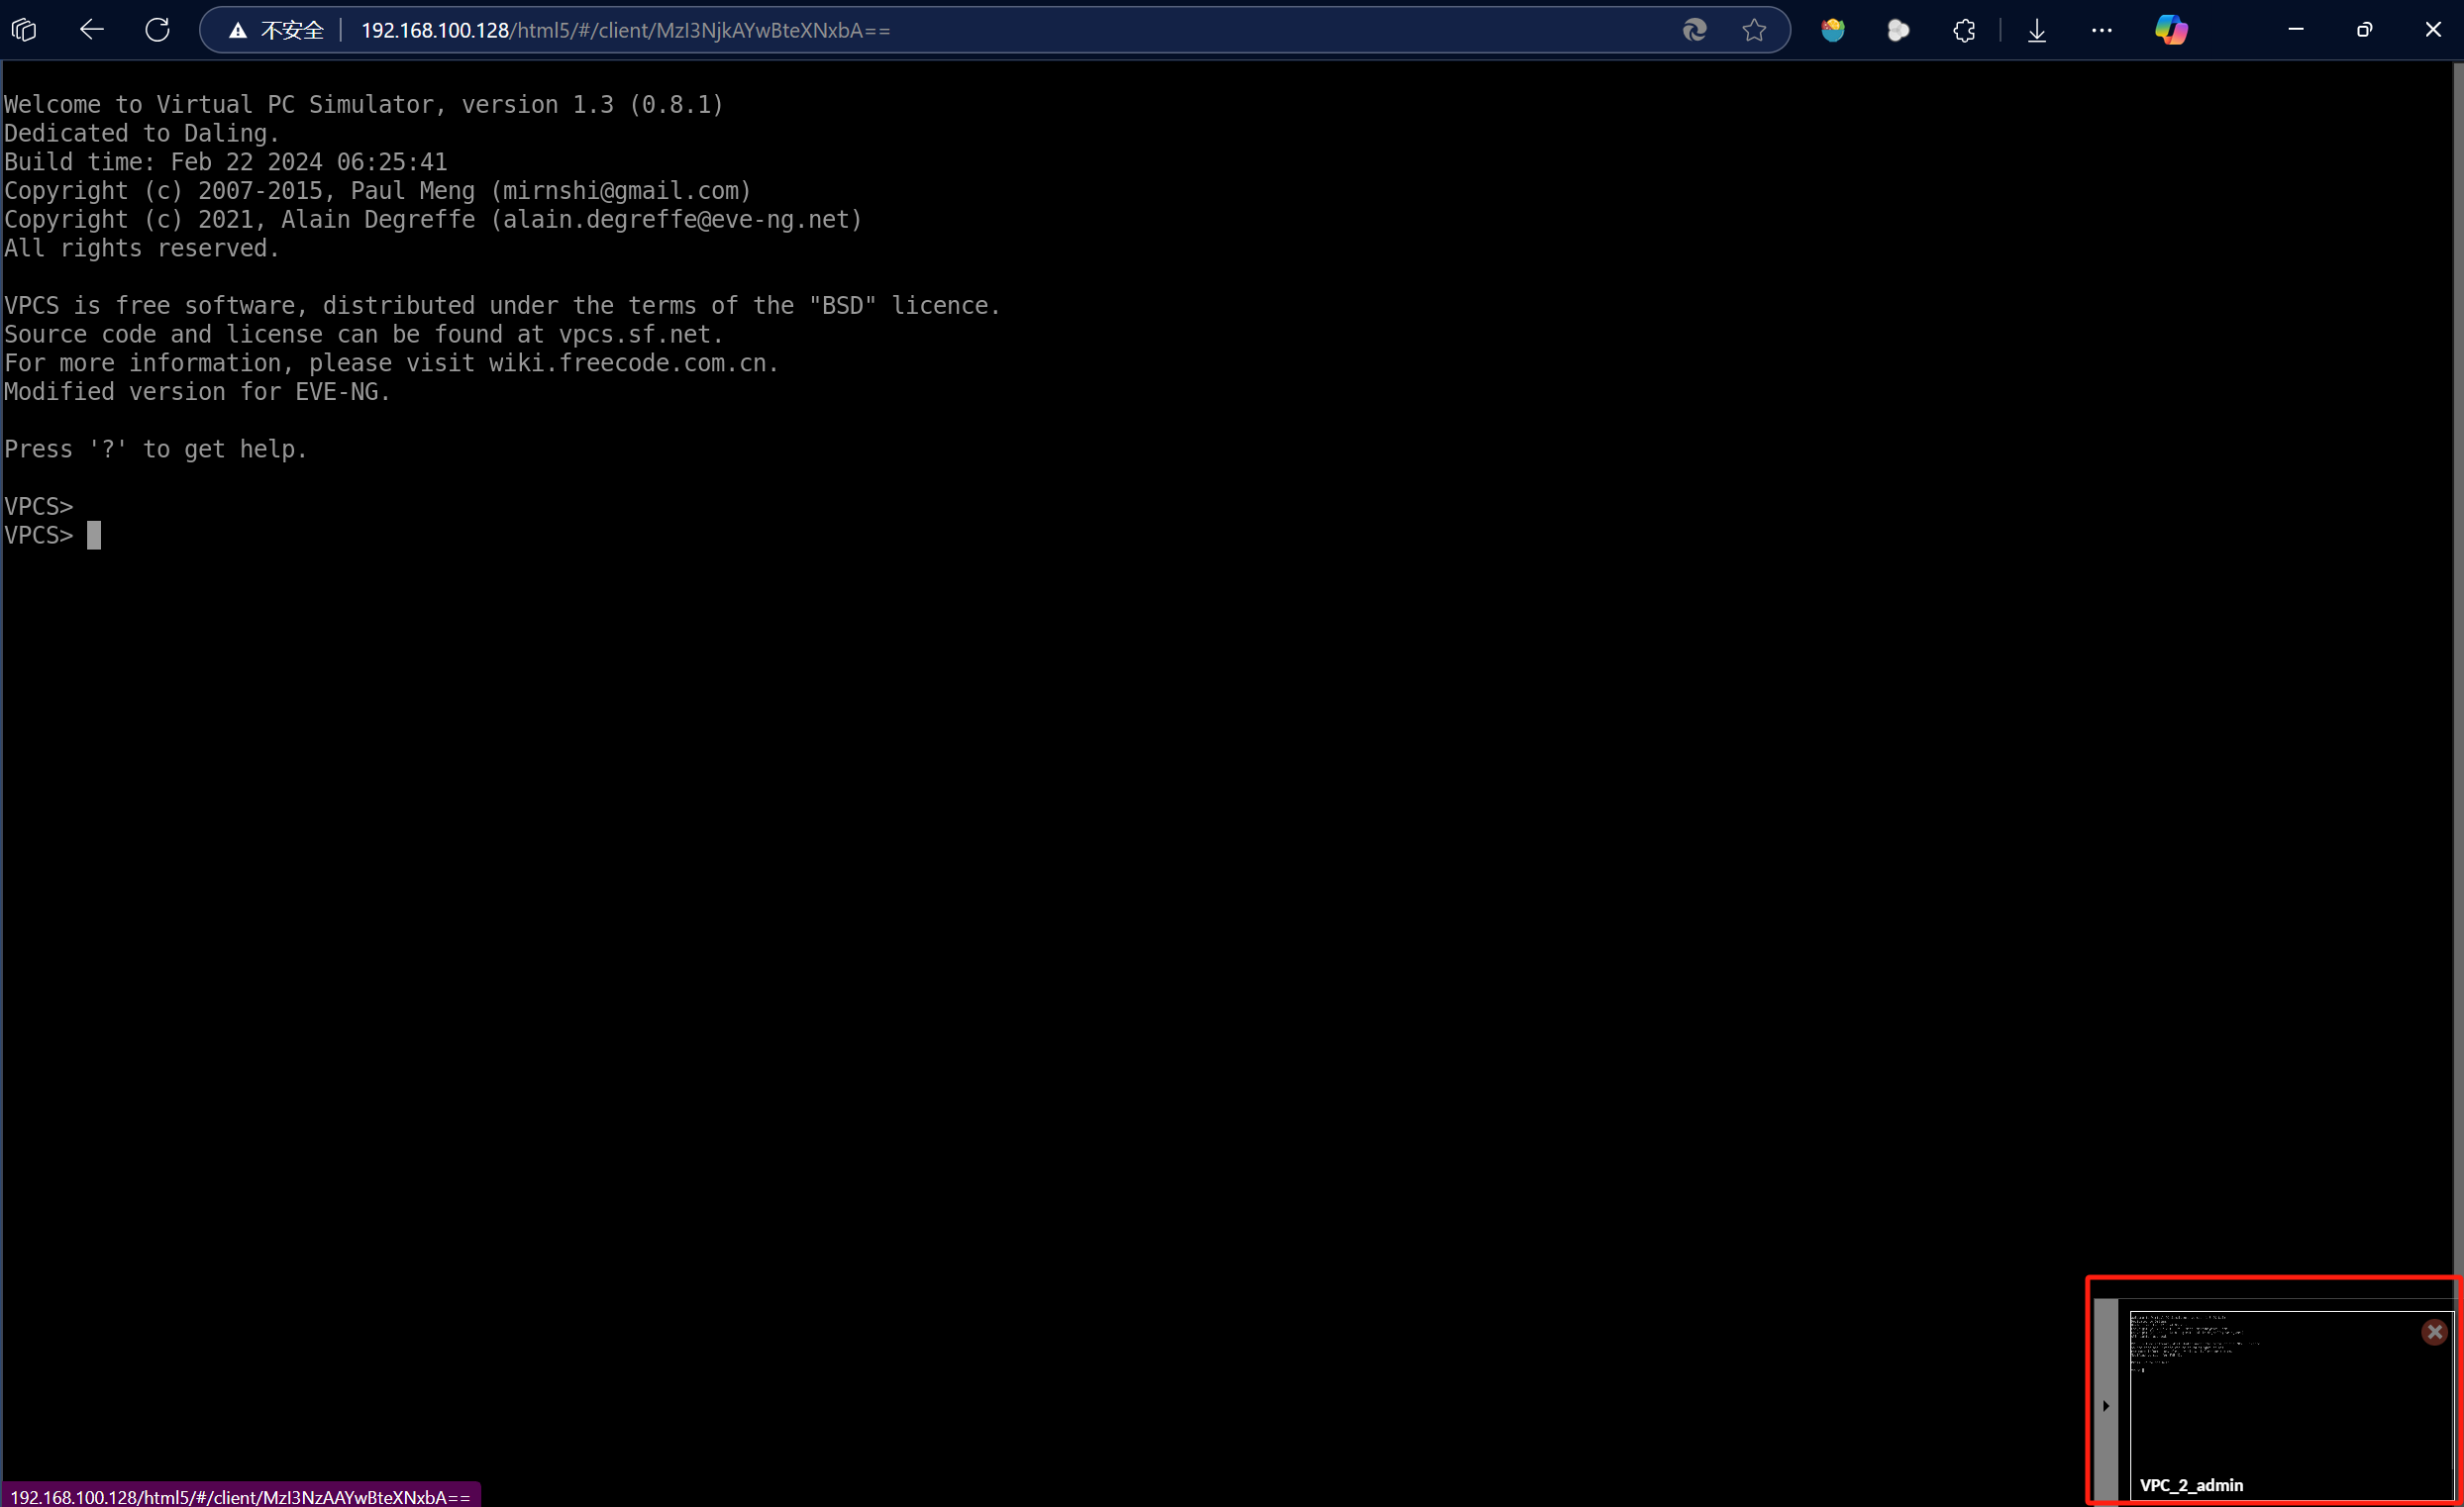 不安全 192.168.100.128/html5/#/client/MzI3NjkAYwBteXNxbA==
Welcome to Virtual PC Simulator, version 1.3 (0.8.1)
Dedicated to Daling.
Build time: Feb 22 2024 06:25:41
Copyright (c) 2007-2015, Paul Meng (mirnshi@gmail.com)
Copyright (c) 2021, Alain Degreffe (alain.degreffe@eve-ng.net)
All rights reserved.
VPCS is free software, distributed under the terms of the "BSD" licence.
Source code and license can be found at vpcs.sf.net.
For more information, please visit wiki.freecode.com.cn.
Modified version for EVE-NG.
Press '?' to get help.
VPCS>
VPCS>
VPC_2_admin
192.168.100.128/html5/#/client/MzI3NzAAYwBteXNxbA==